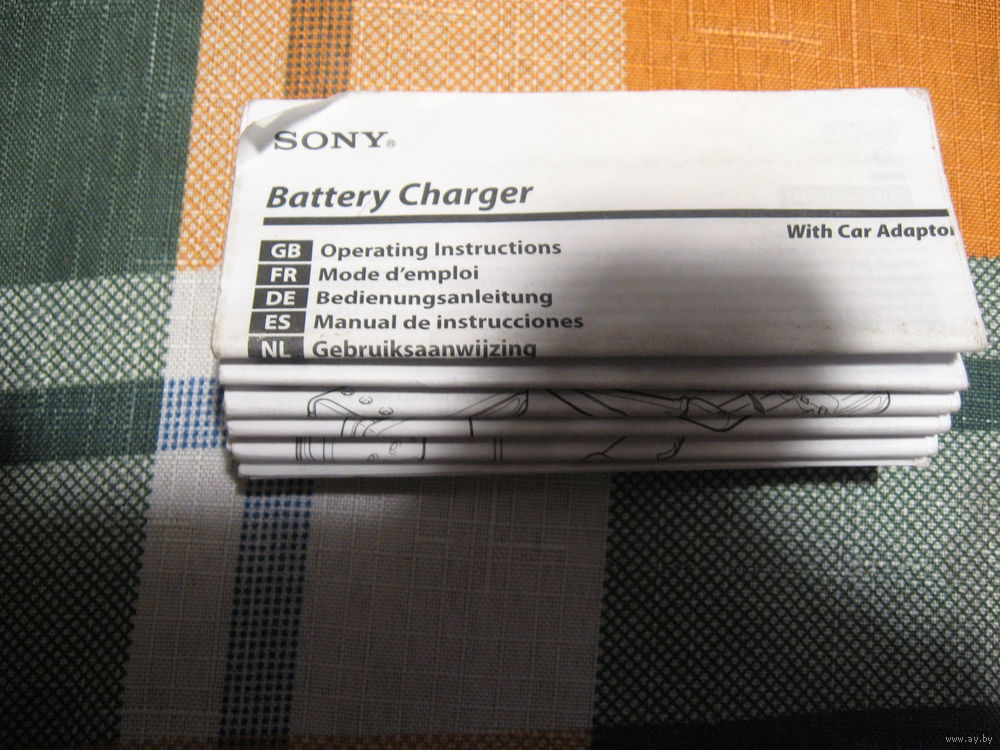 SONY®
Battery Charger
With Car Adaptor
GB Operating Instructions
FR Mode d'emploi
DE Bedienungsanleitung
ES Manual de instrucciones
NL Gebruiksaanwijzing
www.ay.by